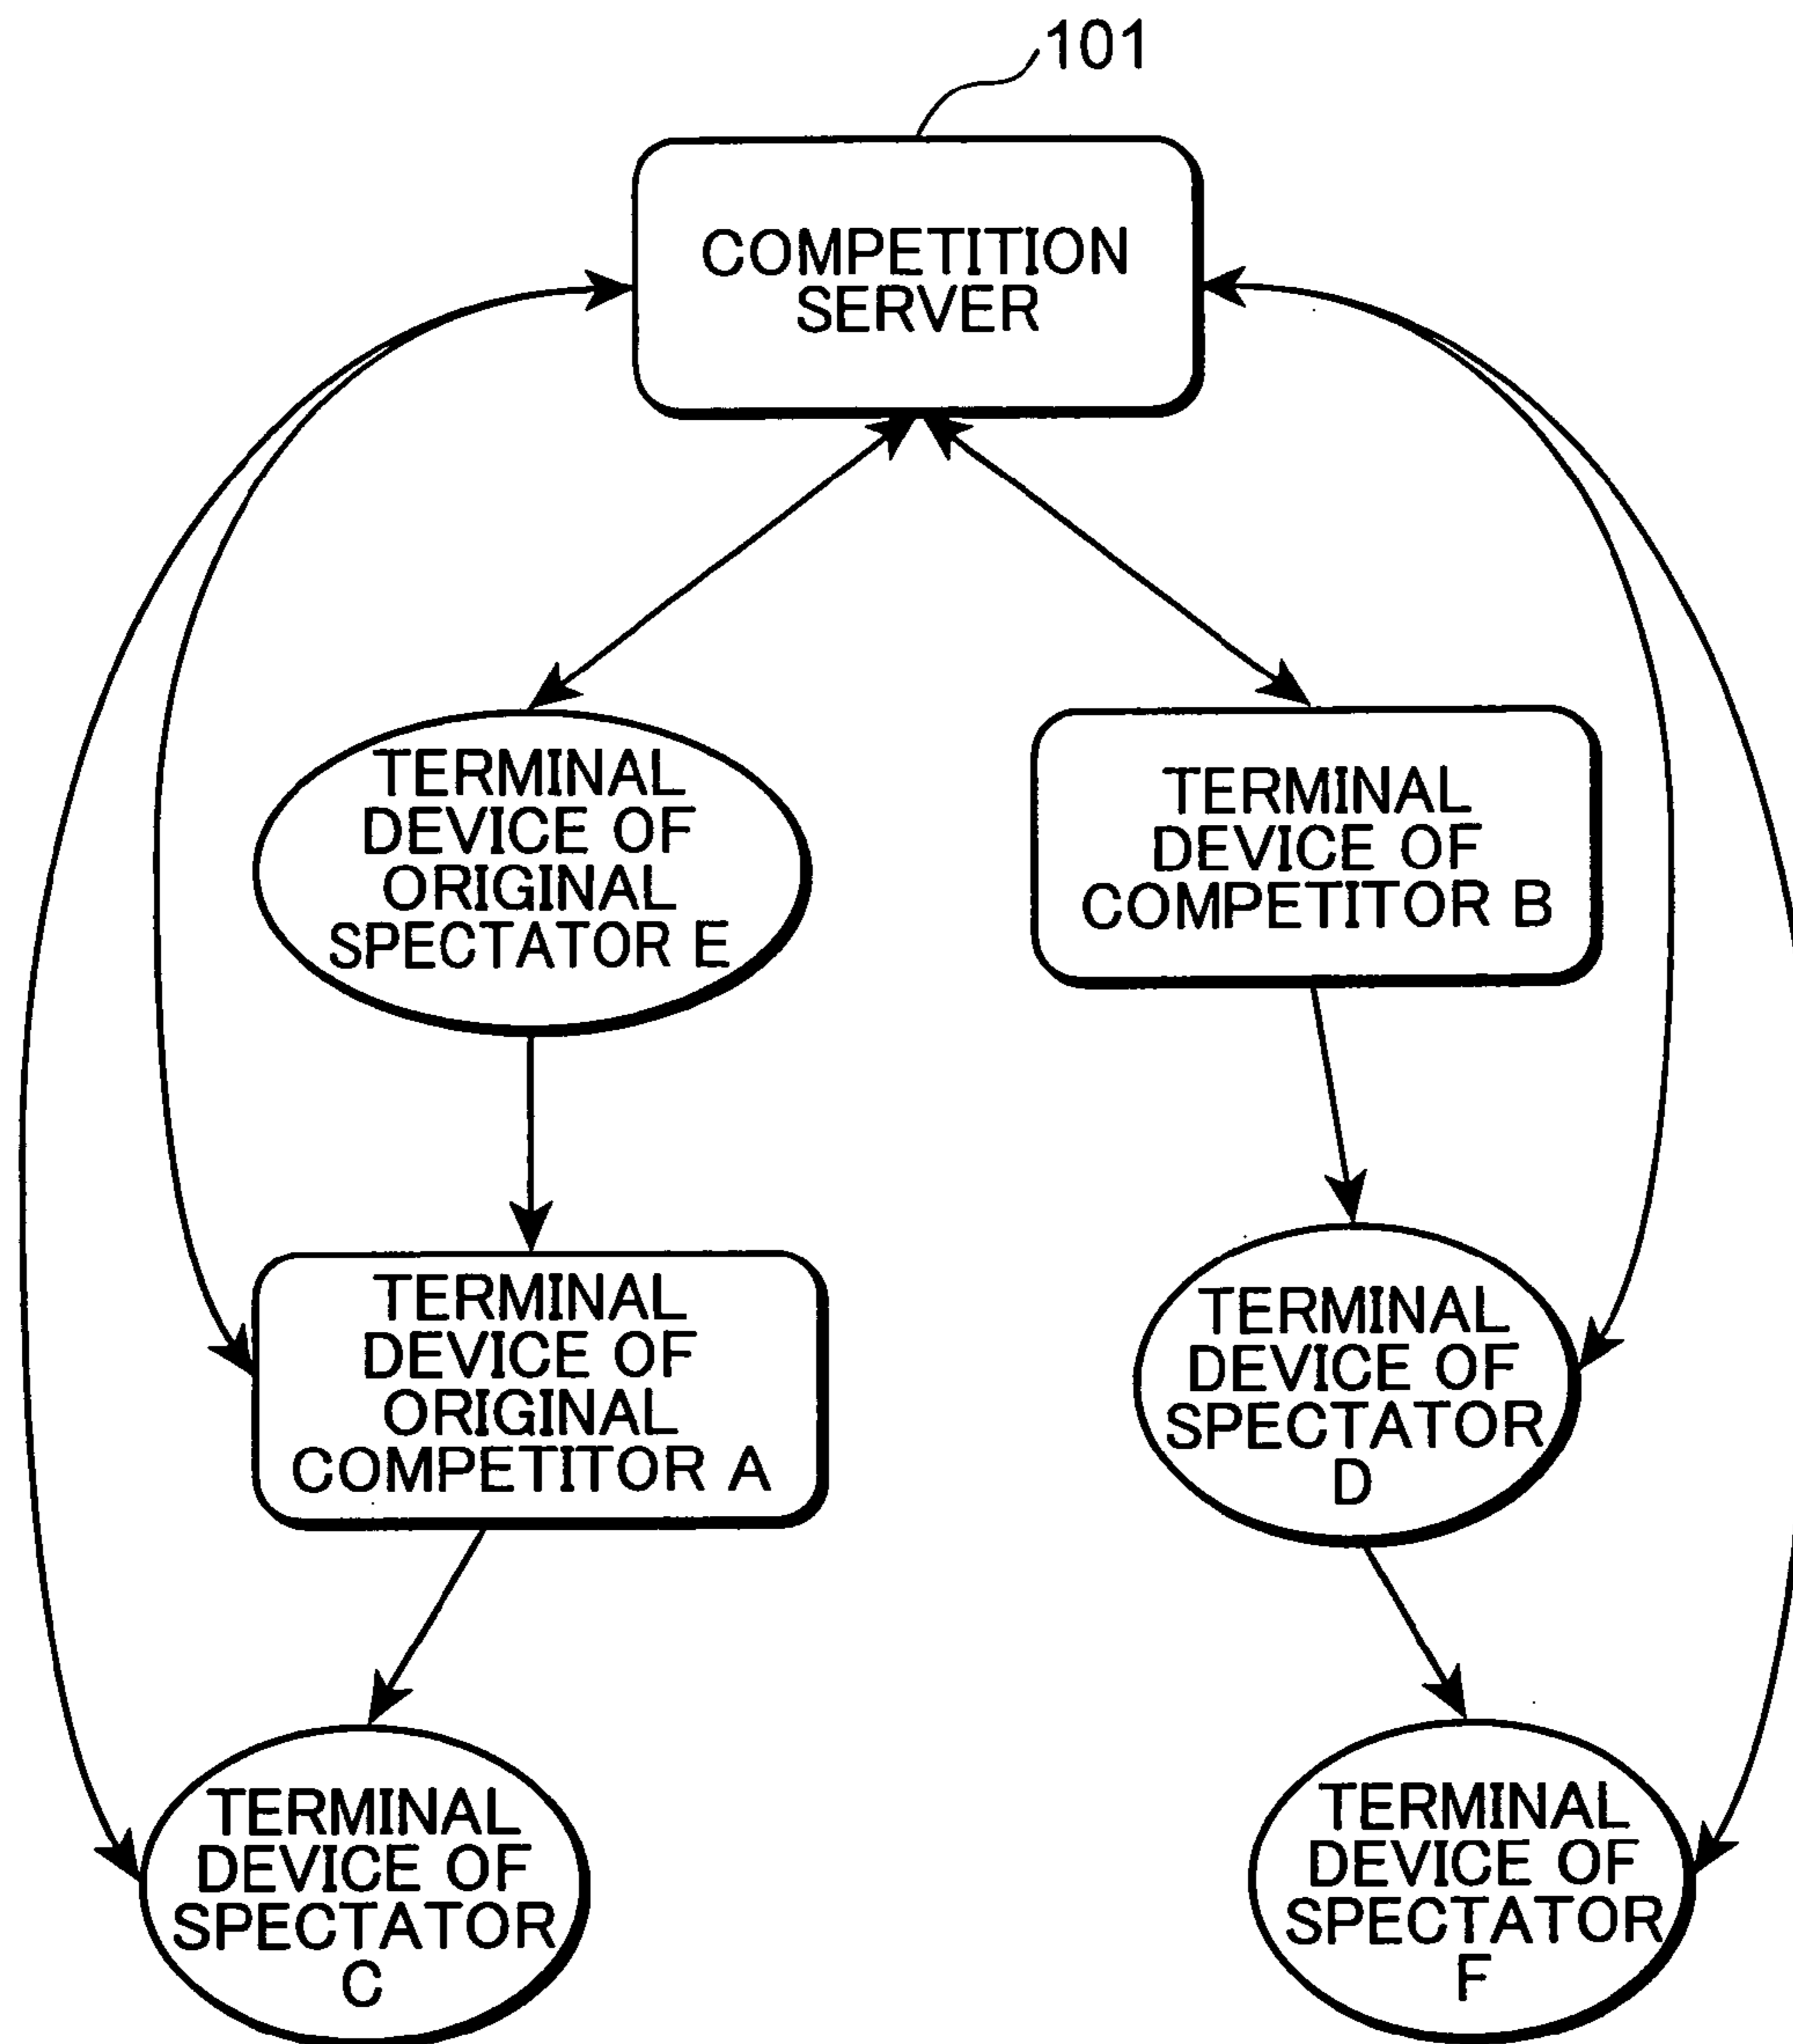 101
COMPETITION
SERVER
TERMINAL
DEVICE OF
ORIGINAL
SPECTATOR E
TERMINAL
DEVICE OF
COMPETITOR B
TERMINAL
DEVICE OF
ORIGINAL
COMPETITOR A
TERMINAL
DEVICE OF
SPECTATOR
D
TERMINAL
DEVICE OF
SPECTATOR
C
TERMINAL
DEVICE OF
SPECTATOR
F